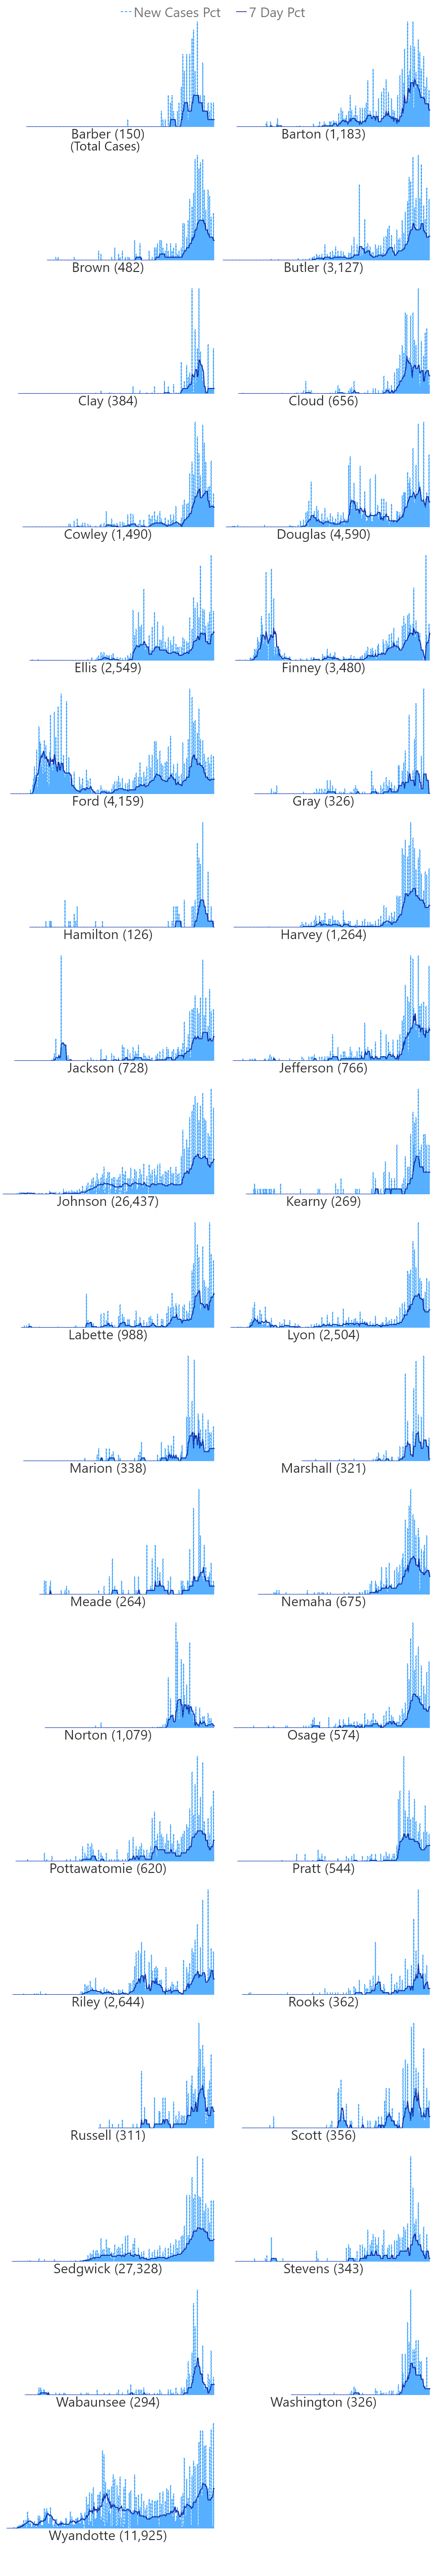 New Cases Pct 7 Day Pct
Barber (150) Barton (1,183)
(Total Cases)
Brown (482) Butler (3,127)
Clay (384) Cloud (656)
Cowley (1,490) Douglas (4,590)
Ellis (2,549) Finney (3,480)
Ford (4,159) Gray (326)
Hamilton (126) Harvey (1,264)
Jackson (728) Jefferson (766)
Johnson (26,437) Kearny (269)
Labette (988) Lyon (2,504)
Marion (338) Marshall (321)
Meade (264) Nemaha (675)
Norton (1,079) Osage (574)
Pottawatomie (620) Pratt (544)
Riley (2,644) Rooks (362)
Russell (311) Scott (356)
Sedgwick (27,328) Stevens (343)
Wabaunsee (294) Washington (326)
Wyandotte (11,925)